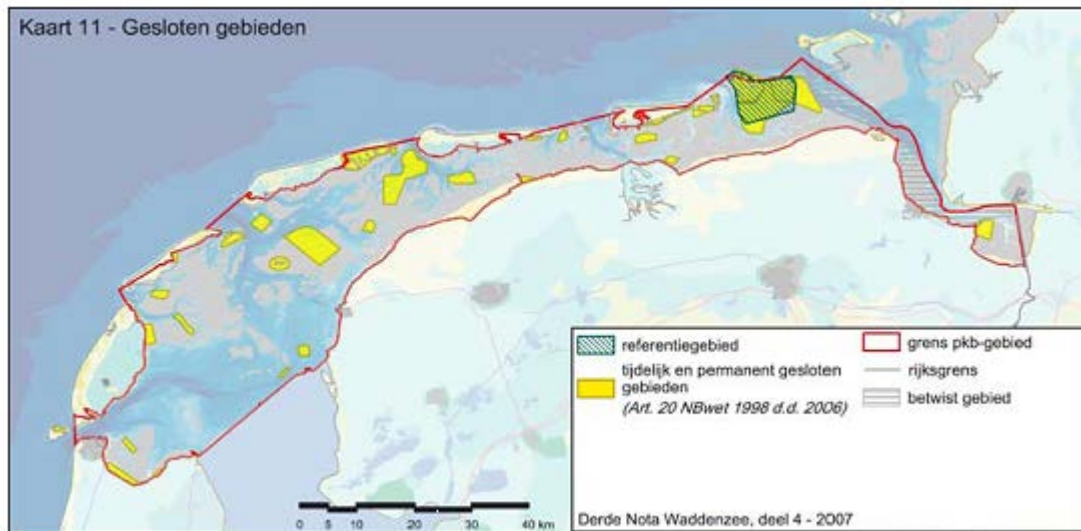 Kaart 11 - Gesloten gebieden
referentiegebied
tijdelijk en permanent gesloten
gebieden
(Art. 20 NBwet 1998 d.d. 2006)
grens pkb-gebied
rijksgrens
betwist gebied
0 5 10 20 30 40 km
Derde Nota Waddenzee, deel 4 - 2007